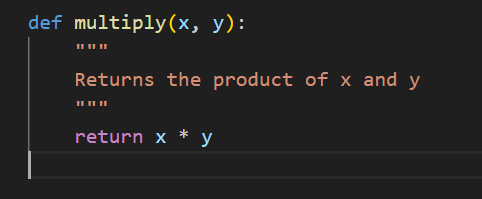 def multiply(x, y):
    """
    Returns the product of x and y
    """
    return x * y